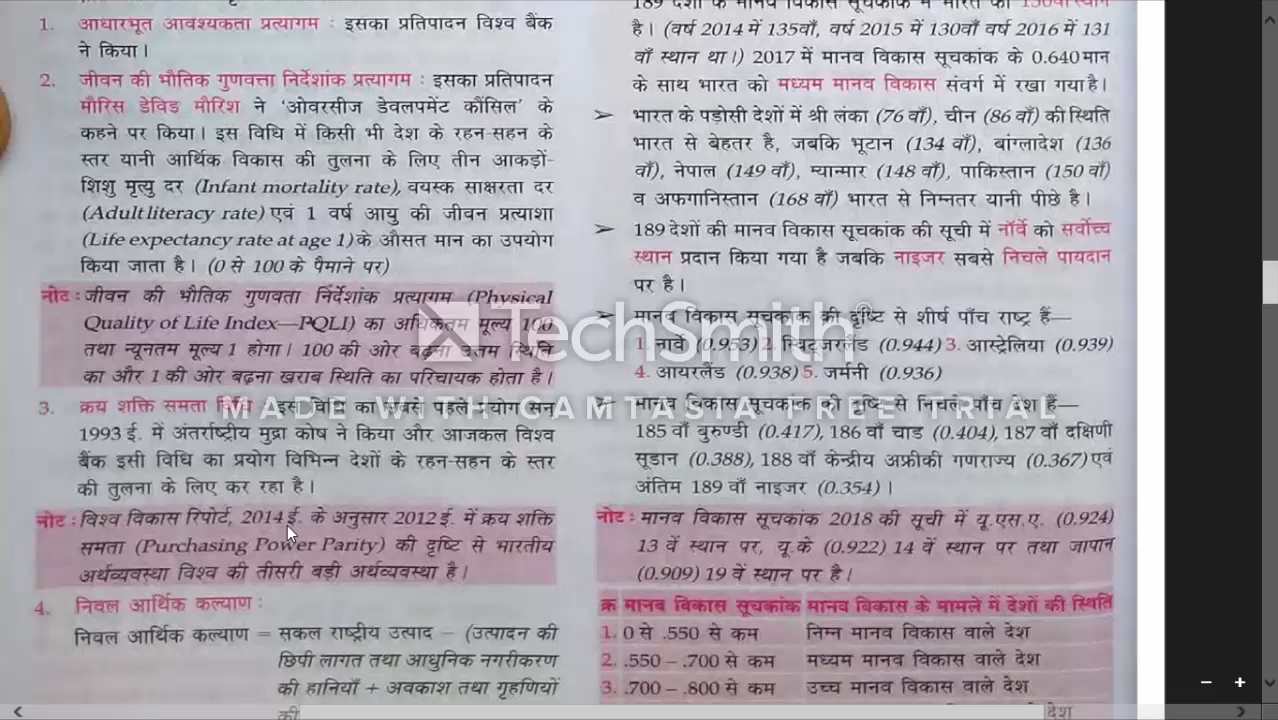 1. आधारभूत आवश्यकता प्रत्यागम : इसका प्रतिपादन विश्व बैंक
ने किया।
2. जीवन की भौतिक गुणवत्ता निर्देशांक प्रत्यागम : इसका प्रतिपादन
मौरिस डेविड मौरिश ने 'ओवरसीज डेवलपमेंट कौंसिल' के
कहने पर किया। इस विधि में किसी भी देश के रहन-सहन के
स्तर यानी आर्थिक विकास की तुलना के लिए तीन आकड़ों-
शिशु मृत्यु दर (Infant mortality rate), वयस्क साक्षरता दर
(Adult literacy rate) एवं 1 वर्ष आयु की जीवन प्रत्याशा
(Life expectancy rate at age 1) के औसत मान का उपयोग
किया जाता है। (0 से 100 के पैमाने पर)
नोट : जीवन की भौतिक गुणवता निर्देशांक प्रत्यागम (Physical
Quality of Life Index—PQLI) का अधिकतम मूल्य 100
तथा न्यूनतम मूल्य 1 होगा। 100 की ओर बढ़ना उत्तम स्थिति
का और 1 की ओर बढ़ना खराब स्थिति का परिचायक होता है।
3. क्रय शक्ति समता विधि : इस विधि का सबसे पहले प्रयोग सन्
1993 ई. में अंतर्राष्ट्रीय मुद्रा कोष ने किया और आजकल विश्व
बैंक इसी विधि का प्रयोग विभिन्न देशों के रहन-सहन के स्तर
की तुलना के लिए कर रहा है।
नोट : विश्व विकास रिपोर्ट, 2014 ई. के अनुसार 2012 ई. में क्रय शक्ति
समता (Purchasing Power Parity) की दृष्टि से भारतीय
अर्थव्यवस्था विश्व की तीसरी बड़ी अर्थव्यवस्था है।
4. निवल आर्थिक कल्याण :
निवल आर्थिक कल्याण = सकल राष्ट्रीय उत्पाद – (उत्पादन की
छिपी लागत तथा आधुनिक नगरीकरण
की हानियाँ + अवकाश तथा गृहणियों
की
189 देशों के मानव विकास सूचकांक में भारत का 130वाँ स्थान
है। (वर्ष 2014 में 135वाँ, वर्ष 2015 में 130वाँ वर्ष 2016 में 131
वाँ स्थान था।) 2017 में मानव विकास सूचकांक के 0.640 मान
के साथ भारत को मध्यम मानव विकास संवर्ग में रखा गया है।
➢ भारत के पड़ोसी देशों में श्री लंका (76 वाँ), चीन (86 वाँ) की स्थिति
भारत से बेहतर है, जबकि भूटान (134 वाँ), बांग्लादेश (136
वाँ), नेपाल (149 वाँ), म्यान्मार (148 वाँ), पाकिस्तान (150 वाँ)
व अफगानिस्तान (168 वाँ) भारत से निम्नतर यानी पीछे है।
➢ 189 देशों की मानव विकास सूचकांक की सूची में नॉर्वे को सर्वोच्च
स्थान प्रदान किया गया है जबकि नाइजर सबसे निचले पायदान
पर है।
➢ मानव विकास सूचकांक की दृष्टि से शीर्ष पाँच राष्ट्र हैं—
1. नार्वे (0.953) 2. स्विट्जरलैंड (0.944) 3. आस्ट्रेलिया (0.939)
4. आयरलैंड (0.938) 5. जर्मनी (0.936)
➢ मानव विकास सूचकांक की दृष्टि से निचले पाँच देश हैं—
185 वाँ बुरुण्डी (0.417), 186 वाँ चाड (0.404), 187 वाँ दक्षिणी
सूडान (0.388), 188 वाँ केन्द्रीय अफ्रीकी गणराज्य (0.367) एवं
अंतिम 189 वाँ नाइजर (0.354)।
नोट : मानव विकास सूचकांक 2018 की सूची में यू.एस.ए. (0.924)
13 वें स्थान पर, यू.के (0.922) 14 वें स्थान पर तथा जापान
(0.909) 19 वें स्थान पर है।
क्र मानव विकास सूचकांक मानव विकास के मामले में देशों की स्थिति
1. 0 से .550 से कम निम्न मानव विकास वाले देश
2. .550 – .700 से कम मध्यम मानव विकास वाले देश
3. .700 – .800 से कम उच्च मानव विकास वाले देश
देश
TechSmith
MADE WITH CAMTASIA FREE TRIAL